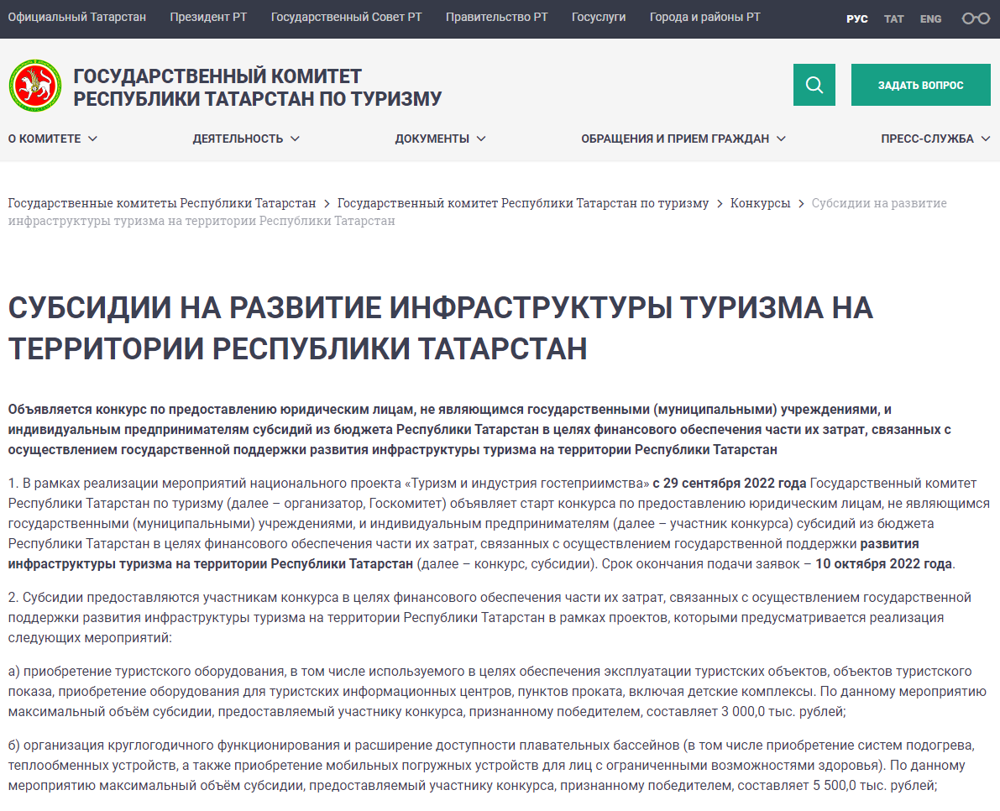 Официальный Татарстан Президент РТ Государственный Совет РТ Правительство РТ Госуслуги Города и районы РТ РУС ТАТ ENG
ГОСУДАРСТВЕННЫЙ КОМИТЕТ
РЕСПУБЛИКИ ТАТАРСТАН ПО ТУРИЗМУ
ЗАДАТЬ ВОПРОС
О КОМИТЕТЕ ДЕЯТЕЛЬНОСТЬ ДОКУМЕНТЫ ОБРАЩЕНИЯ И ПРИЕМ ГРАЖДАН ПРЕСС-СЛУЖБА
Государственные комитеты Республики Татарстан > Государственный комитет Республики Татарстан по туризму > Конкурсы > Субсидии на развитие
инфраструктуры туризма на территории Республики Татарстан
СУБСИДИИ НА РАЗВИТИЕ ИНФРАСТРУКТУРЫ ТУРИЗМА НА
ТЕРРИТОРИИ РЕСПУБЛИКИ ТАТАРСТАН
Объявляется конкурс по предоставлению юридическим лицам, не являющимся государственными (муниципальными) учреждениями, и
индивидуальным предпринимателям субсидий из бюджета Республики Татарстан в целях финансового обеспечения части их затрат, связанных с
осуществлением государственной поддержки развития инфраструктуры туризма на территории Республики Татарстан
1. В рамках реализации мероприятий национального проекта «Туризм и индустрия гостеприимства» с 29 сентября 2022 года Государственный комитет
Республики Татарстан по туризму (далее – организатор, Госкомитет) объявляет старт конкурса по предоставлению юридическим лицам, не являющимся
государственными (муниципальными) учреждениями, и индивидуальным предпринимателям (далее – участник конкурса) субсидий из бюджета
Республики Татарстан в целях финансового обеспечения части их затрат, связанных с осуществлением государственной поддержки развития
инфраструктуры туризма на территории Республики Татарстан (далее – конкурс, субсидии). Срок окончания подачи заявок – 10 октября 2022 года.
2. Субсидии предоставляются участникам конкурса в целях финансового обеспечения части их затрат, связанных с осуществлением государственной
поддержки развития инфраструктуры туризма на территории Республики Татарстан в рамках проектов, которыми предусматривается реализация
следующих мероприятий:
а) приобретение туристского оборудования, в том числе используемого в целях обеспечения эксплуатации туристских объектов, объектов туристского
показа, приобретение оборудования для туристских информационных центров, пунктов проката, включая детские комплексы. По данному мероприятию
максимальный объём субсидии, предоставляемый участнику конкурса, признанному победителем, составляет 3 000,0 тыс. рублей;
б) организация круглогодичного функционирования и расширение доступности плавательных бассейнов (в том числе приобретение систем подогрева,
теплообменных устройств, а также приобретение мобильных погружных устройств для лиц с ограниченными возможностями здоровья). По данному
мероприятию максимальный объём субсидии, предоставляемый участнику конкурса, признанному победителем, составляет 5 500,0 тыс. рублей;